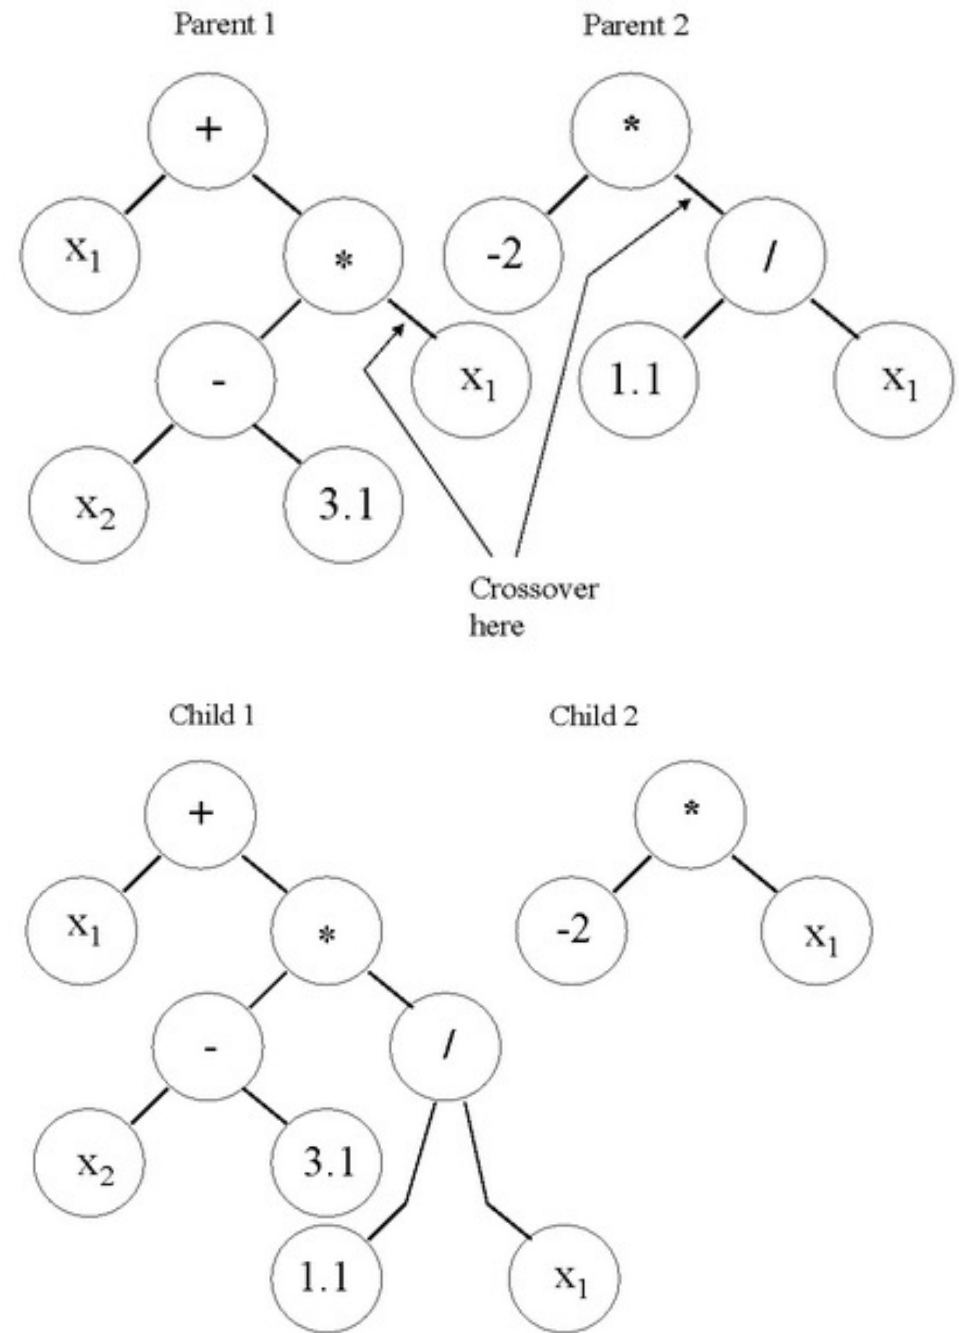 Parent 1
Parent 2
+
*
x₁
*
-2
/
-
x₁
1.1
x₁
x₂
3.1
Crossover
here
Child 1
Child 2
+
*
x₁
*
-2
x₁
-
/
x₂
3.1
1.1
x₁